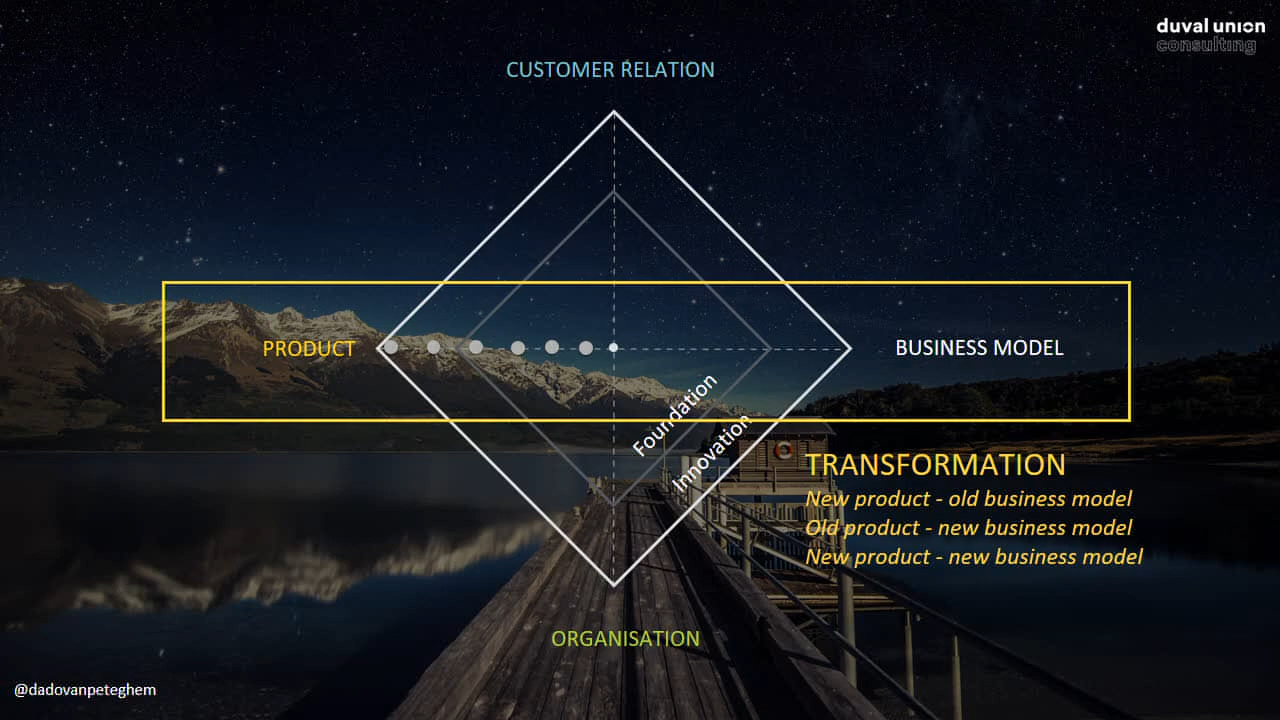 duval union
consulting
CUSTOMER RELATION
PRODUCT
BUSINESS MODEL
Foundation
Innovation
TRANSFORMATION
New product - old business model
Old product - new business model
New product - new business model
ORGANISATION
@dadovanpeteghem